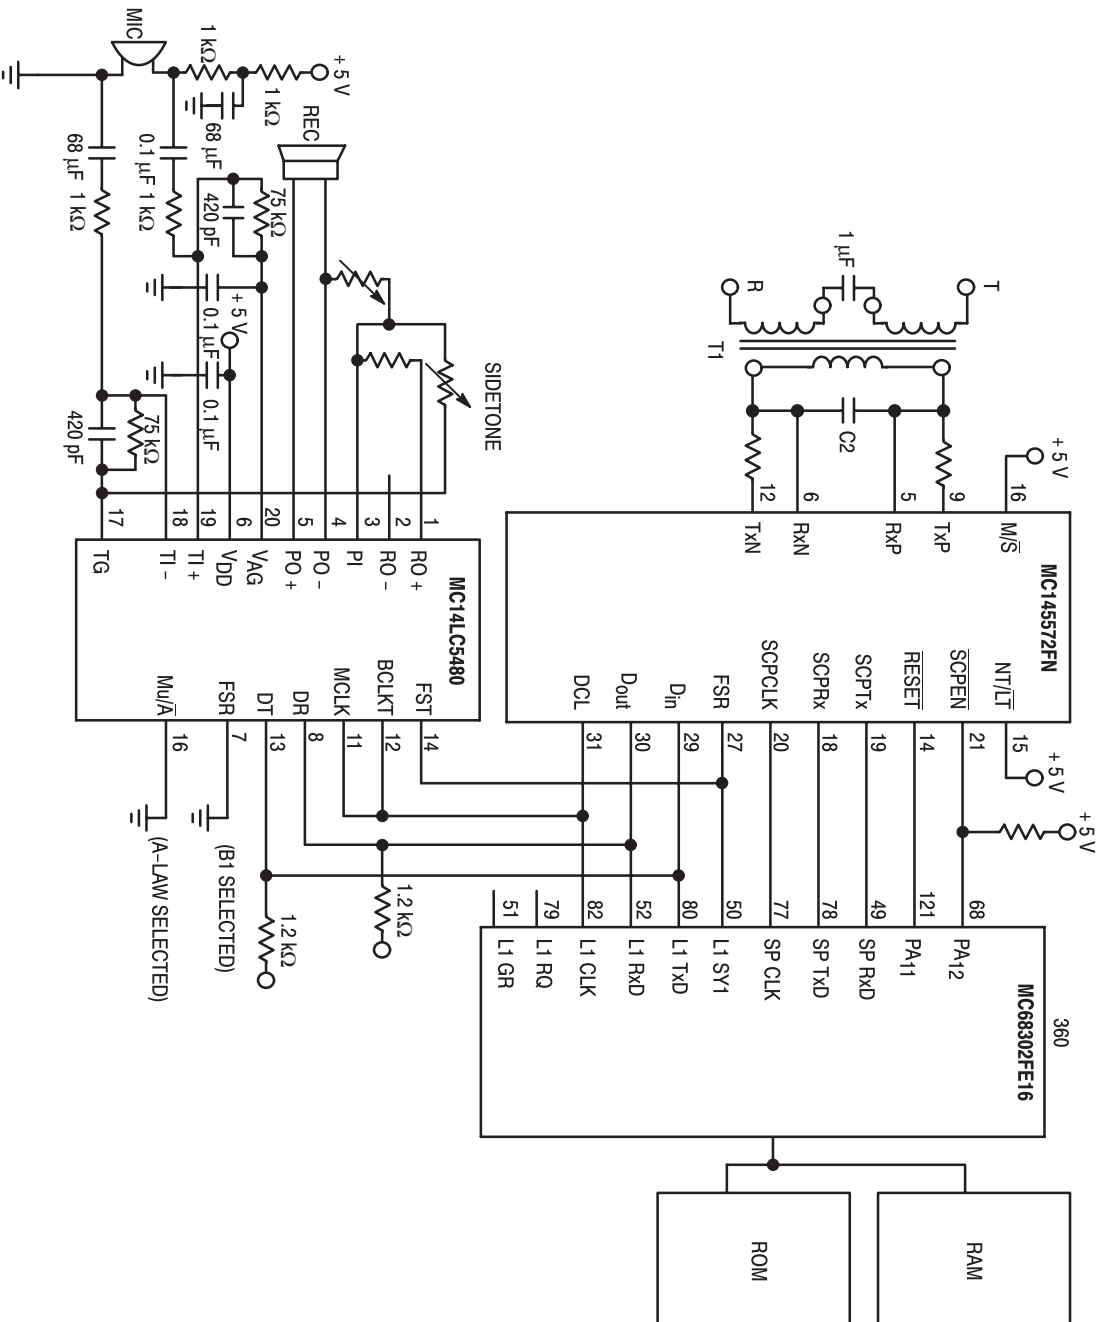 + 5 V
1 kΩ
1 kΩ
MIC
68 μF
REC
68 μF
1 kΩ
0.1 μF
1 kΩ
420 pF
75 kΩ
0.1 μF
+ 5 V
0.1 μF
75 kΩ
420 pF
SIDETONE
T
1 μF
R
T1
C2
+ 5 V
16
9
5
6
12
M/S
TxP
RxP
RxN
TxN
MC145572FN
NT/LT
SCPEN
RESET
SCPTx
SCPRx
SCPCLK
FSR
Din
Dout
DCL
15
21
14
19
18
20
27
29
30
31
+ 5 V
+ 5 V
1
2
3
4
5
20
6
19
18
17
RO +
RO -
PI
PO -
PO +
VAG
VDD
TI +
TI -
TG
MC14LC5480
FST
BCLKT
MCLK
DR
DT
FSR
Mu/A
14
12
11
8
13
7
16
(B1 SELECTED)
(A-LAW SELECTED)
1.2 kΩ
1.2 kΩ
68
121
49
78
77
50
80
52
82
79
51
PA12
PA11
SP RxD
SP TxD
SP CLK
L1 SY1
L1 TxD
L1 RxD
L1 CLK
L1 RQ
L1 GR
MC68302FE16
360
RAM
ROM